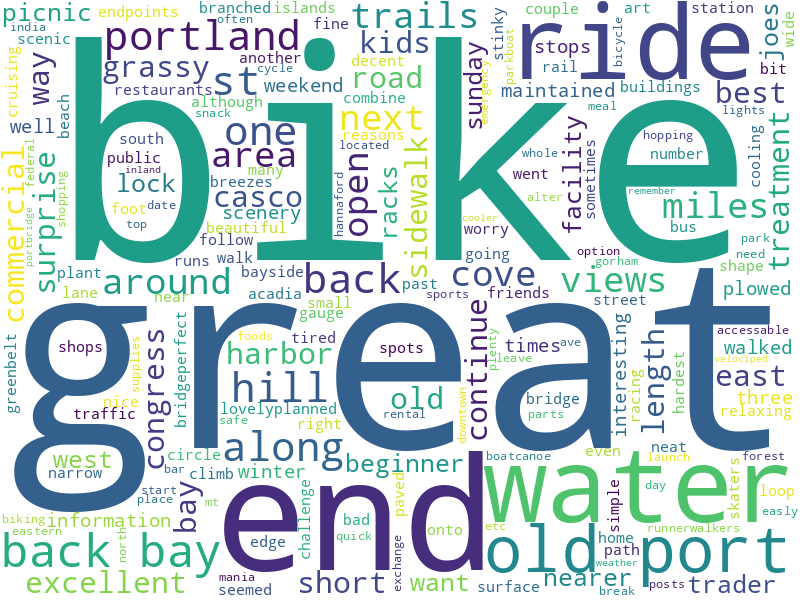 picnic
endpoints
branched
islands
couple
art
station
wide
india
scenic
often
another
trails
fine
portland
kids
ride
stinky
stops
joes
cruising
way
grassy
st
weekend
decent
road
sunday
parkboat
emergency
rail
bicycle
bit
restaurants
cycle
although
combine
maintained
buildings
best
well
beach
bike
one
next
reasons
meal
lights
commercial
federal
south
public
inland
area
many
located
whole
hopping
number
cooling
treatment
surprise
shopping
portbridge
lock
breezes
hannaford
open
racks
sidewalk
went
facility
sometimes
alter
remember
foot
date
top
casco
scenery
beautiful
follow
cooler
worry
miles
bus
park
need
plant
runs
walk
bayside
past
going
option
gorham
shape
lane
near
around
acadia
back
cove
views
plowed
small
gauge
sports
friends
street
greenbelt
great
shops
bridgeperfect
foods
tired
spots
continue
times
ave
plenty
leave
interesting
length
accessable
walked
velociped
supplies
congress
harbor
hill
old
rental
bridge
parts
racing
hardest
east
three
relaxing
nice
traffic
lovelyplanned
safe
right
downtown
neat
west
narrow
circle
along
beginner
even
boatcanoe
launch
forest
skaters
loop
bar
climb
winter
water
day
start
place
mt
bay
challenge
paved
biking
information
eastern
north
end
edge
bad
quick
onto
etc
simple
runnerwalkers
easly
home
path
weather
back bay
exchange
old port
excellent
mania
seemed
short
want
surface
nearer
break
posts
trader